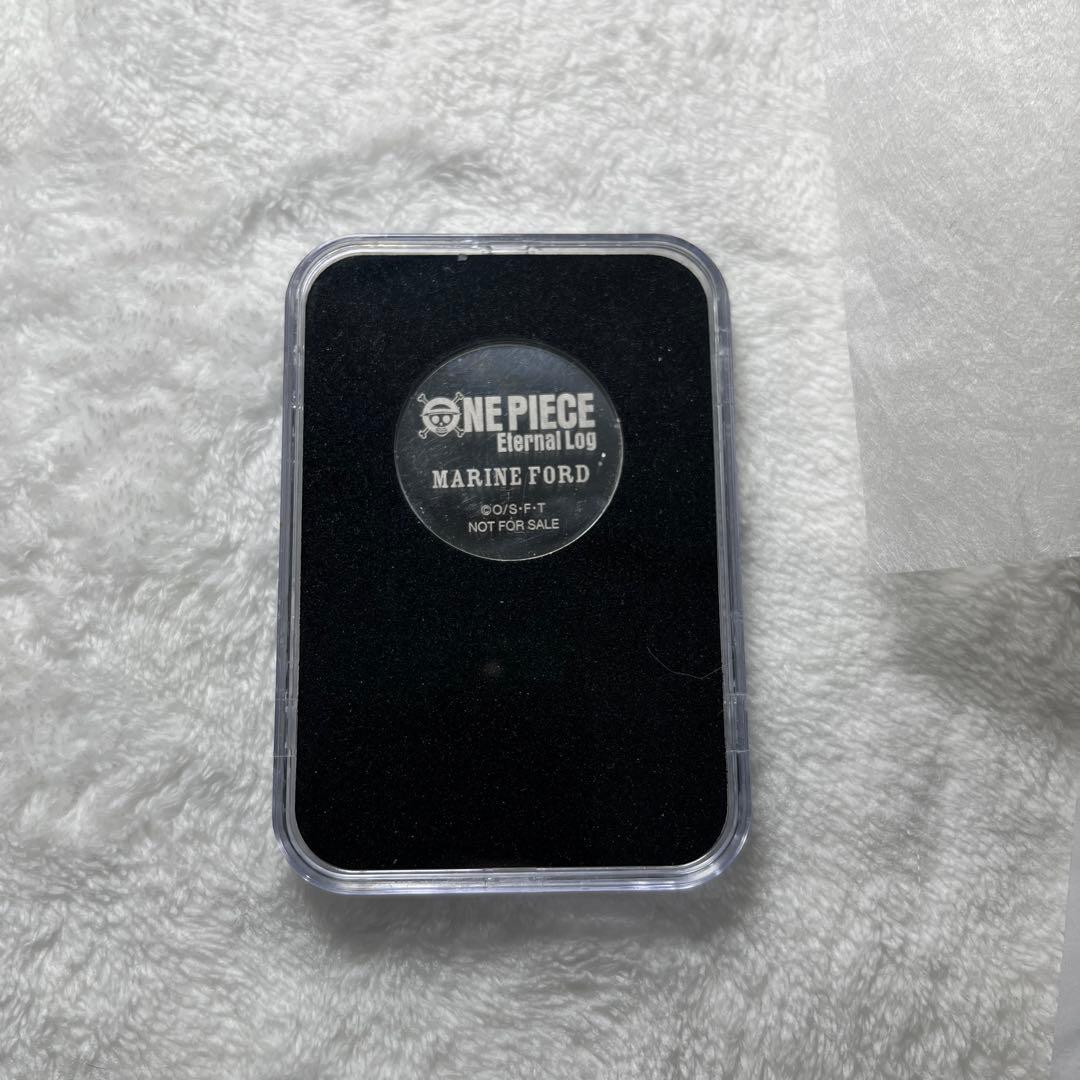 ONE PIECE
Eternal Log
MARINE FORD
©O/S・F・T
NOT FOR SALE